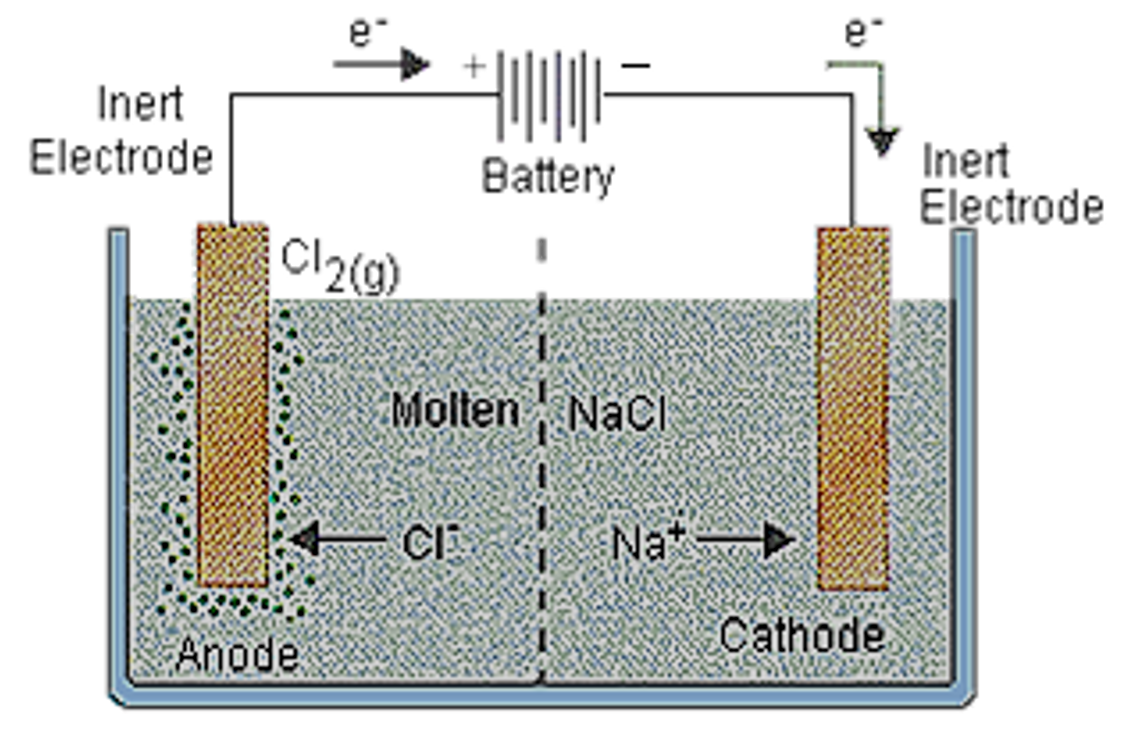 e-
e-
+
−
Inert
Electrode
Battery
Inert
Electrode
Cl2(g)
Molten NaCl
Cl-
Na+
Cathode
Anode